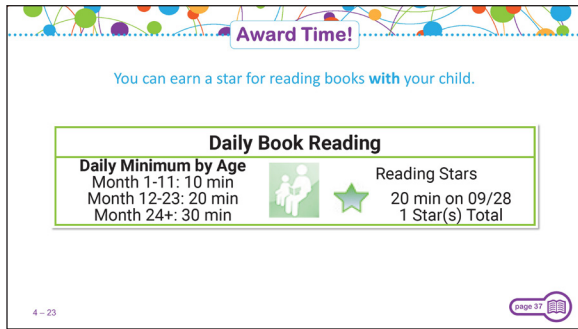 Award Time!
You can earn a star for reading books with your child.
Daily Book Reading
Daily Minimum by Age
Month 1-11: 10 min
Month 12-23: 20 min
Month 24+: 30 min
Reading Stars
20 min on 09/28
1 Star(s) Total
4 – 23
page 37